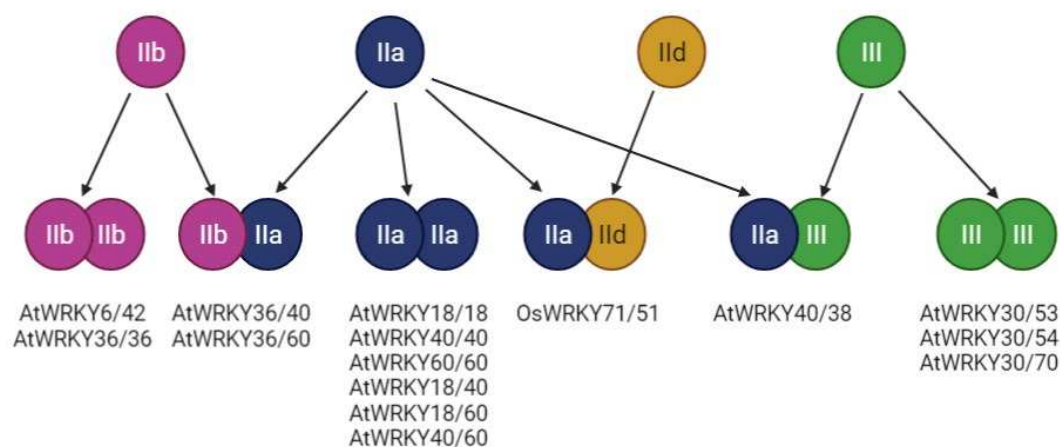 IIb
IIa
IId
III
IIb IIb
IIb IIa
IIa IIa
IIa IId
IIa III
III III
AtWRKY6/42
AtWRKY36/36
AtWRKY36/40
AtWRKY36/60
AtWRKY18/18
AtWRKY40/40
AtWRKY60/60
AtWRKY18/40
AtWRKY18/60
AtWRKY40/60
OsWRKY71/51
AtWRKY40/38
AtWRKY30/53
AtWRKY30/54
AtWRKY30/70